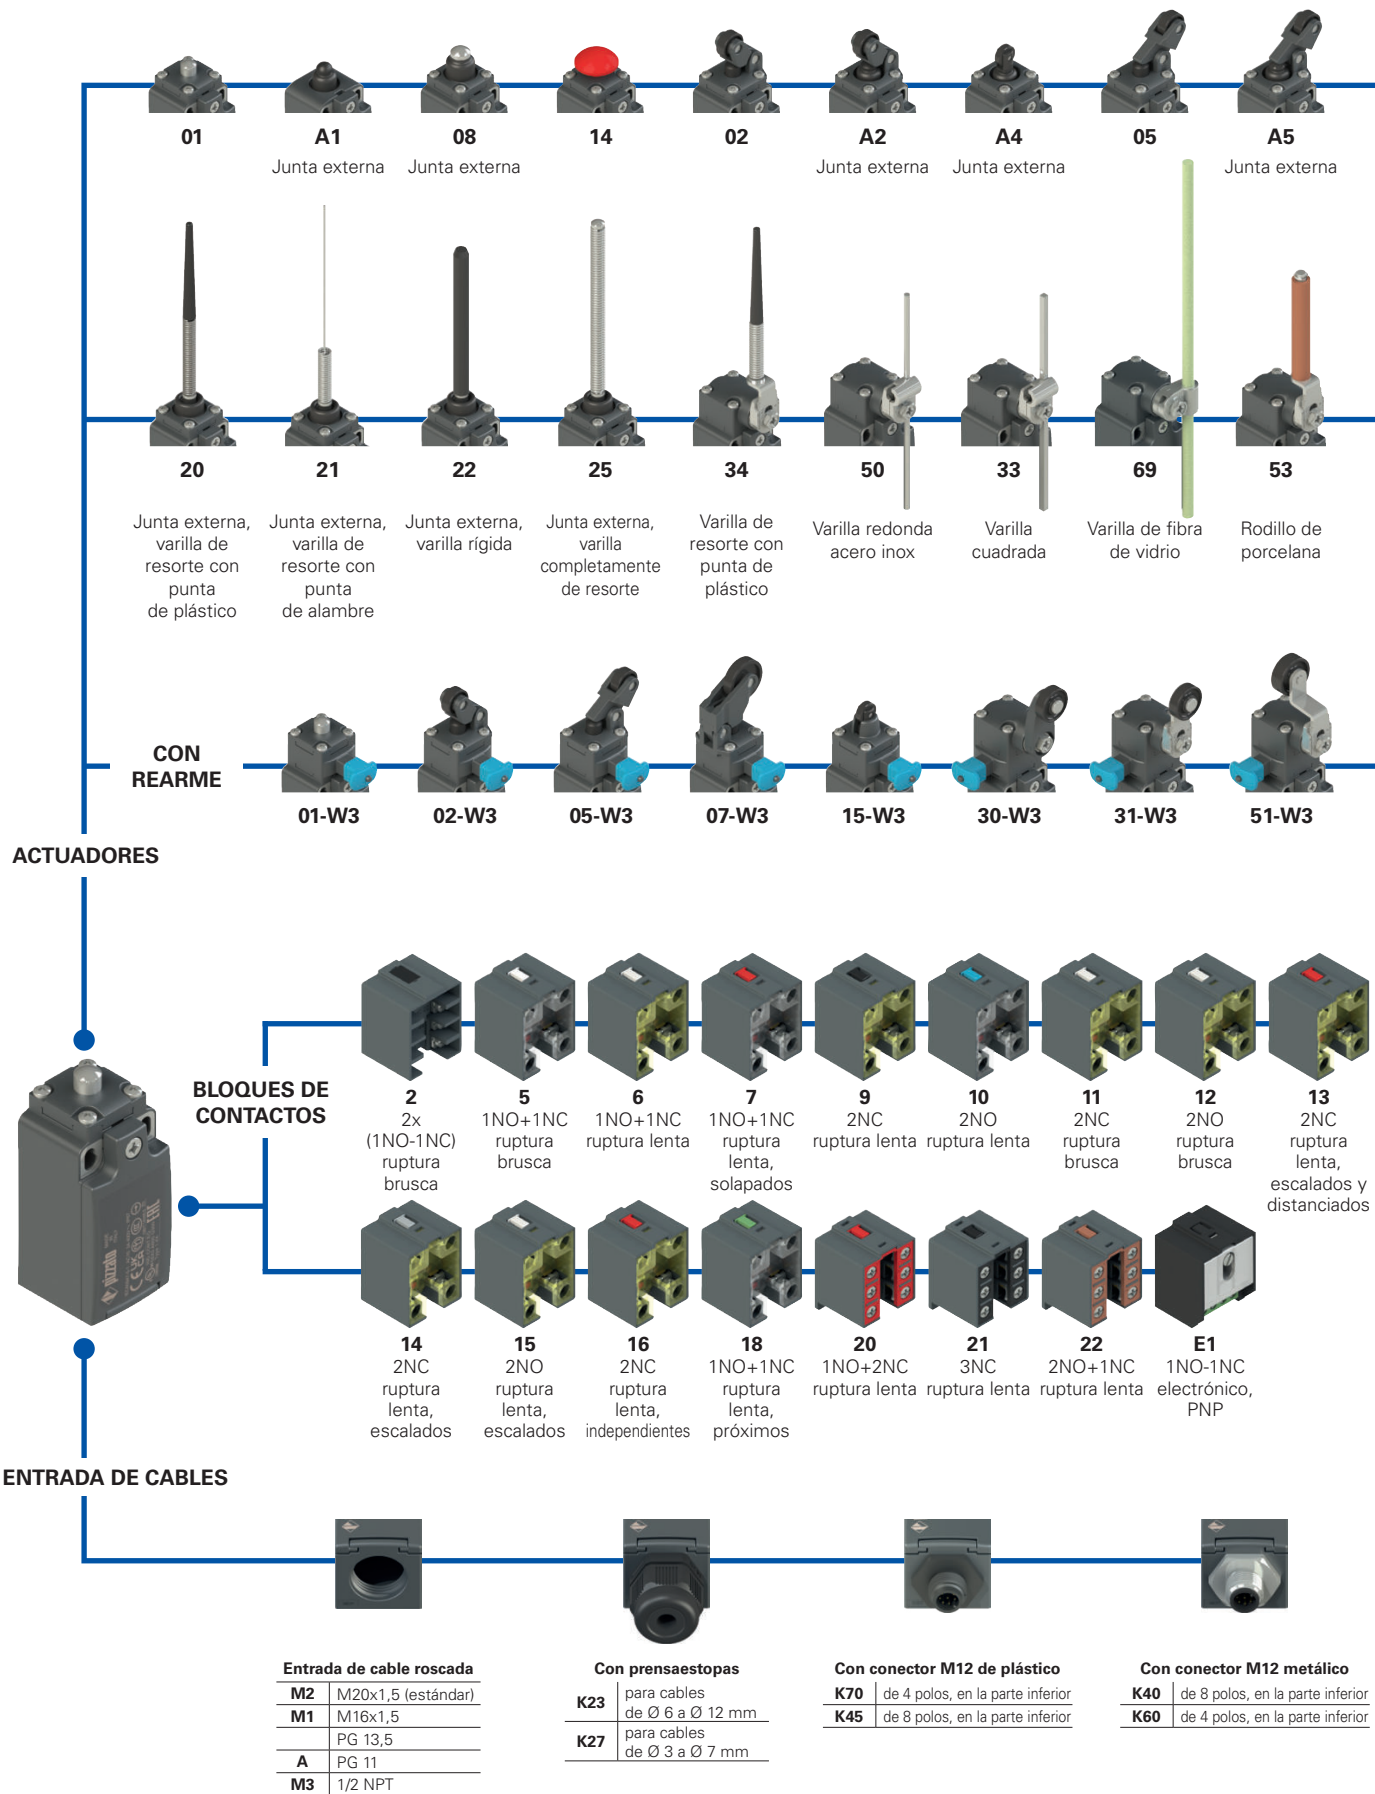 01 A1 08 14 02 A2 A4 05 A5
Junta externa Junta externa Junta externa Junta externa Junta externa
20 21 22 25 34 50 33 69 53
Junta externa,
varilla de
resorte con
punta
de plástico
Junta externa,
varilla de
resorte con
punta
de alambre
Junta externa,
varilla rígida
Junta externa,
varilla
completamente
de resorte
Varilla de
resorte con
punta de
plástico
Varilla redonda
acero inox
Varilla
cuadrada
Varilla de fibra
de vidrio
Rodillo de
porcelana
CON
REARME
01-W3 02-W3 05-W3 07-W3 15-W3 30-W3 31-W3 51-W3
ACTUADORES
BLOQUES DE
CONTACTOS
2
2x
(1NO-1NC)
ruptura
brusca
5
1NO+1NC
ruptura
brusca
6
1NO+1NC
ruptura lenta
7
1NO+1NC
ruptura
lenta,
solapados
9
2NC
ruptura lenta
10
2NO
ruptura lenta
11
2NC
ruptura
brusca
12
2NO
ruptura
brusca
13
2NC
ruptura
lenta,
escalados y
distanciados
pizzato
14
2NC
ruptura
lenta,
escalados
15
2NO
ruptura
lenta,
escalados
16
2NC
ruptura
lenta,
independientes
18
1NO+1NC
ruptura
lenta,
próximos
20
1NO+2NC
ruptura lenta
21
3NC
ruptura lenta
22
2NO+1NC
ruptura lenta
E1
1NO-1NC
electrónico,
PNP
ENTRADA DE CABLES
Entrada de cable roscada
M2 M20x1,5 (estándar)
M1 M16x1,5
PG 13,5
A PG 11
M3 1/2 NPT
Con prensaestopas
K23 para cables
de Ø 6 a Ø 12 mm
K27 para cables
de Ø 3 a Ø 7 mm
Con conector M12 de plástico
K70 de 4 polos, en la parte inferior
K45 de 8 polos, en la parte inferior
Con conector M12 metálico
K40 de 8 polos, en la parte inferior
K60 de 4 polos, en la parte inferior